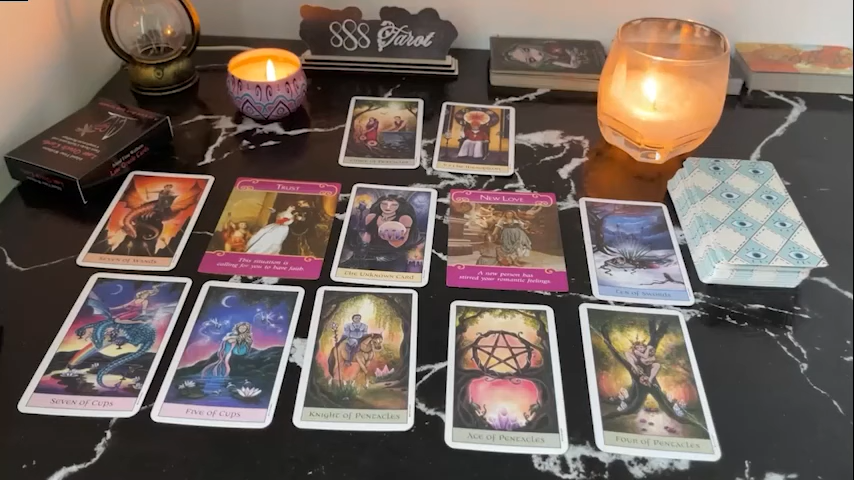 888 Tarot
Seven of Wands
Trust
This situation is
calling for you to have faith.
The Unknown Card
New Love
A new person has
stirred your romantic feelings.
Ten of Swords
Seven of Cups
Five of Cups
Knight of Pentacles
Ace of Pentacles
Four of Pentacles